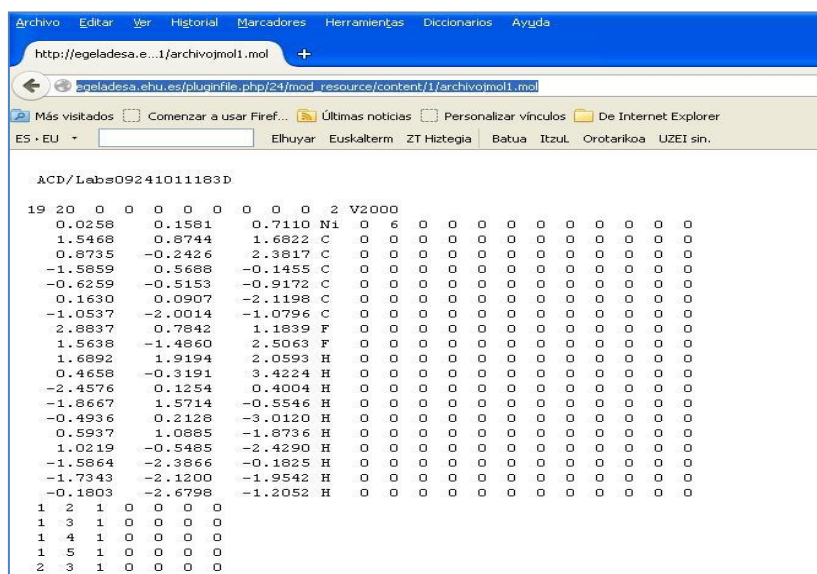 Archivo Editar Ver Historial Marcadores Herramientas Diccionarios Ayuda
http://egeladesa.e...1/archivojmol1.mol
egeladesa.ehu.es/pluginfile.php/24/mod_resource/content/1/archivojmol1.mol
Más visitados Comenzar a usar Firef... Últimas noticias Personalizar vínculos De Internet Explorer
ES · EU Elhuyar Euskalterm ZT Hiztegia Batua ItzuL Orotarikoa UZEI sin.
ACD/Labs09241011183D
19 20 0 0 0 0 0 0 0 0 2 V2000
0.0258 0.1581 0.7110 Ni 0 6 0 0 0 0 0 0 0 0 0 0
1.5468 0.8744 1.6822 C 0 0 0 0 0 0 0 0 0 0 0 0
0.8735 -0.2426 2.3817 C 0 0 0 0 0 0 0 0 0 0 0 0
-1.5859 0.5688 -0.1455 C 0 0 0 0 0 0 0 0 0 0 0 0
-0.6259 -0.5153 -0.9172 C 0 0 0 0 0 0 0 0 0 0 0 0
0.1630 0.0907 -2.1198 C 0 0 0 0 0 0 0 0 0 0 0 0
-1.0537 -2.0014 -1.0796 C 0 0 0 0 0 0 0 0 0 0 0 0
2.8837 0.7842 1.1839 F 0 0 0 0 0 0 0 0 0 0 0 0
1.5638 -1.4860 2.5063 F 0 0 0 0 0 0 0 0 0 0 0 0
1.6892 1.9194 2.0593 H 0 0 0 0 0 0 0 0 0 0 0 0
0.4658 -0.3191 3.4224 H 0 0 0 0 0 0 0 0 0 0 0 0
-2.4576 0.1254 0.4004 H 0 0 0 0 0 0 0 0 0 0 0 0
-1.8667 1.5714 -0.5546 H 0 0 0 0 0 0 0 0 0 0 0 0
-0.4936 0.2128 -3.0120 H 0 0 0 0 0 0 0 0 0 0 0 0
0.5937 1.0885 -1.8736 H 0 0 0 0 0 0 0 0 0 0 0 0
1.0219 -0.5485 -2.4290 H 0 0 0 0 0 0 0 0 0 0 0 0
-1.5864 -2.3866 -0.1825 H 0 0 0 0 0 0 0 0 0 0 0 0
-1.7343 -2.1200 -1.9542 H 0 0 0 0 0 0 0 0 0 0 0 0
-0.1803 -2.6798 -1.2052 H 0 0 0 0 0 0 0 0 0 0 0 0
1 2 1 0 0 0 0
1 3 1 0 0 0 0
1 4 1 0 0 0 0
1 5 1 0 0 0 0
2 3 1 0 0 0 0